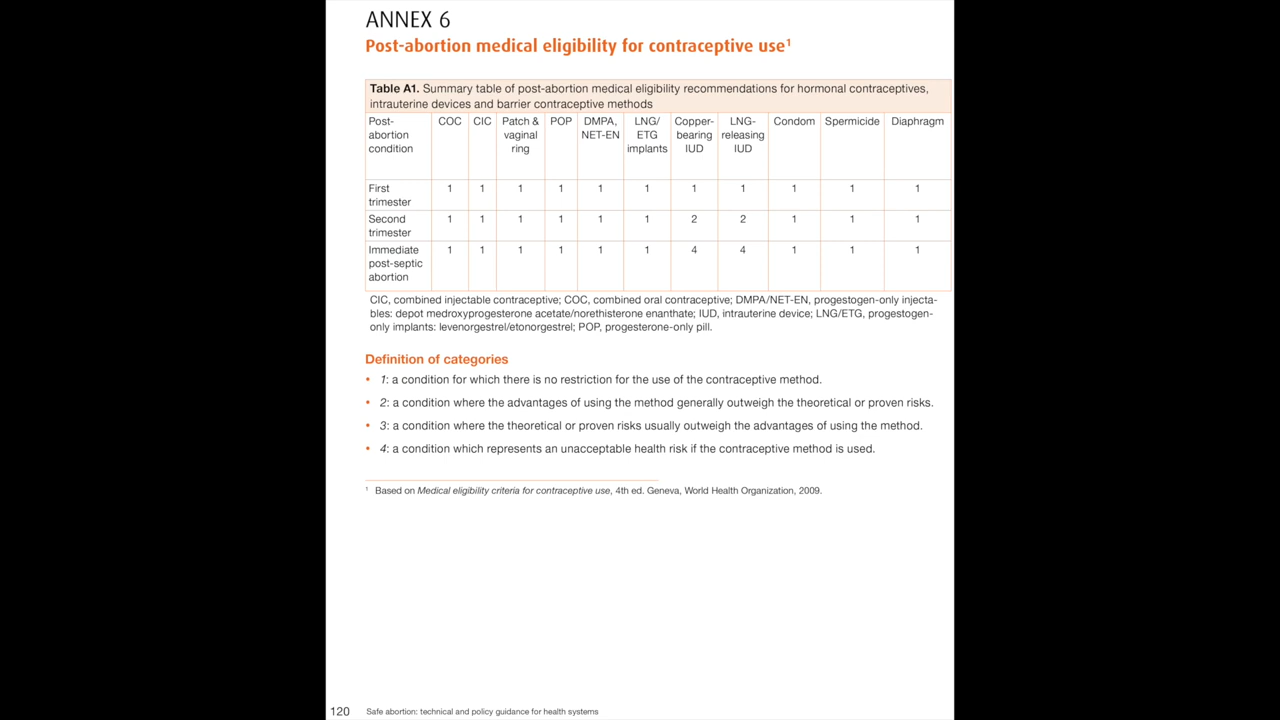 ANNEX 6
Post-abortion medical eligibility for contraceptive use¹
Table A1. Summary table of post-abortion medical eligibility recommendations for hormonal contraceptives,
intrauterine devices and barrier contraceptive methods
Post-abortion condition COC CIC Patch & vaginal ring POP DMPA, NET-EN LNG/ETG implants Copper-bearing IUD LNG-releasing IUD Condom Spermicide Diaphragm
First trimester 1 1 1 1 1 1 1 1 1 1 1
Second trimester 1 1 1 1 1 1 2 2 1 1 1
Immediate post-septic abortion 1 1 1 1 1 1 4 4 1 1 1
CIC, combined injectable contraceptive; COC, combined oral contraceptive; DMPA/NET-EN, progestogen-only injecta-
bles: depot medroxyprogesterone acetate/norethisterone enanthate; IUD, intrauterine device; LNG/ETG, progestogen-
only implants: levenorgestrel/etonorgestrel; POP, progesterone-only pill.
Definition of categories
• 1: a condition for which there is no restriction for the use of the contraceptive method.
• 2: a condition where the advantages of using the method generally outweigh the theoretical or proven risks.
• 3: a condition where the theoretical or proven risks usually outweigh the advantages of using the method.
• 4: a condition which represents an unacceptable health risk if the contraceptive method is used.
¹ Based on Medical eligibility criteria for contraceptive use, 4th ed. Geneva, World Health Organization, 2009.
120 Safe abortion: technical and policy guidance for health systems